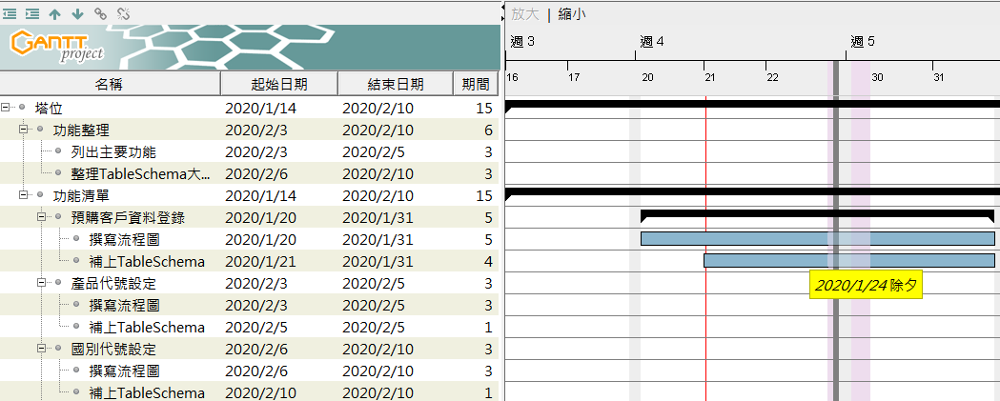 放大 | 縮小
GANTT
project
週 3 週 4 週 5
16 17 20 21 22 30 31
名稱 起始日期 結束日期 期間
塔位 2020/1/14 2020/2/10 15
功能整理 2020/2/3 2020/2/10 6
列出主要功能 2020/2/3 2020/2/5 3
整理TableSchema大... 2020/2/6 2020/2/10 3
功能清單 2020/1/14 2020/2/10 15
預購客戶資料登錄 2020/1/20 2020/1/31 5
撰寫流程圖 2020/1/20 2020/1/31 5
補上TableSchema 2020/1/21 2020/1/31 4
2020/1/24 除夕
產品代號設定 2020/2/3 2020/2/5 3
撰寫流程圖 2020/2/3 2020/2/5 3
補上TableSchema 2020/2/5 2020/2/5 1
國別代號設定 2020/2/6 2020/2/10 3
撰寫流程圖 2020/2/6 2020/2/10 3
補上TableSchema 2020/2/10 2020/2/10 1